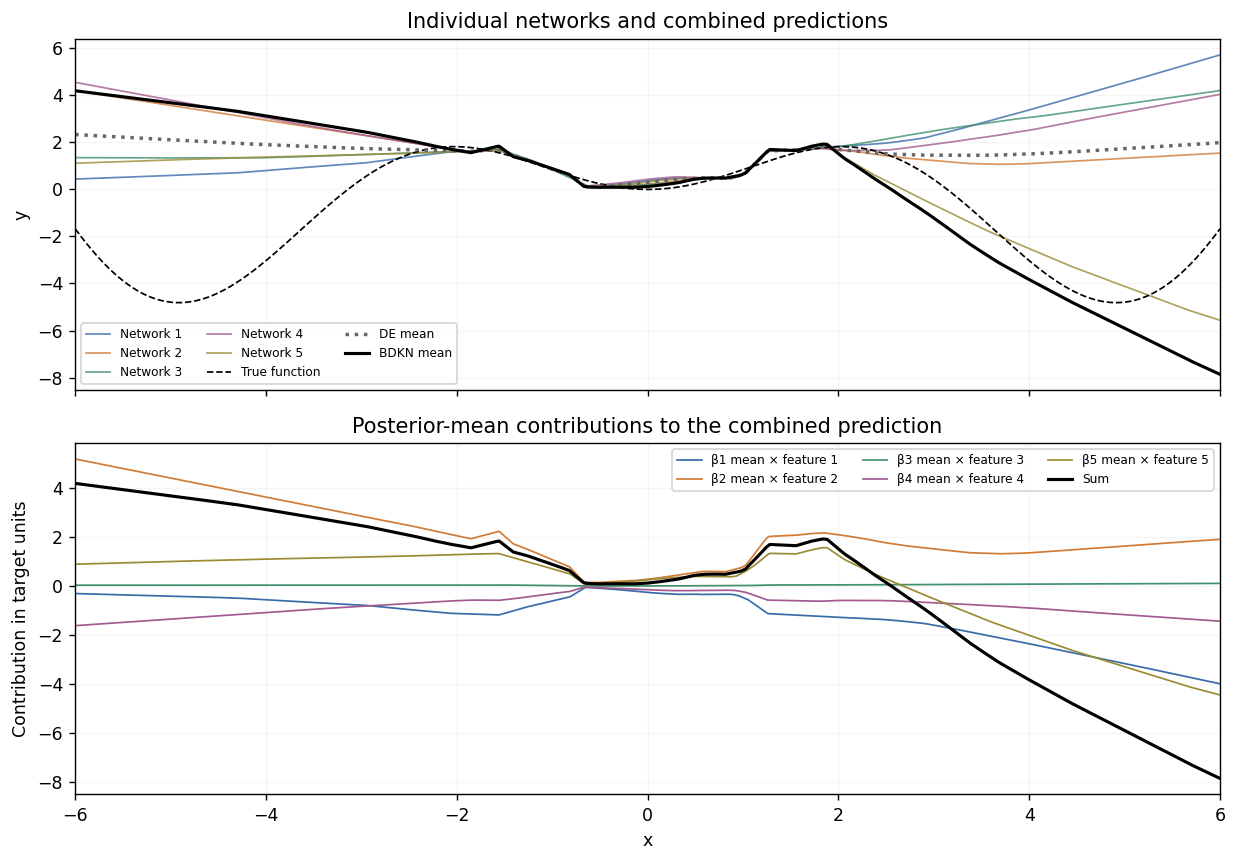 Individual networks and combined predictions
6
4
2
0
−2
−4
−6
−8
y
Network 1
Network 2
Network 3
Network 4
Network 5
True function
DE mean
BDKN mean
Posterior-mean contributions to the combined prediction
4
2
0
−2
−4
−6
−8
Contribution in target units
β1 mean × feature 1
β2 mean × feature 2
β3 mean × feature 3
β4 mean × feature 4
β5 mean × feature 5
Sum
−6 −4 −2 0 2 4 6
x